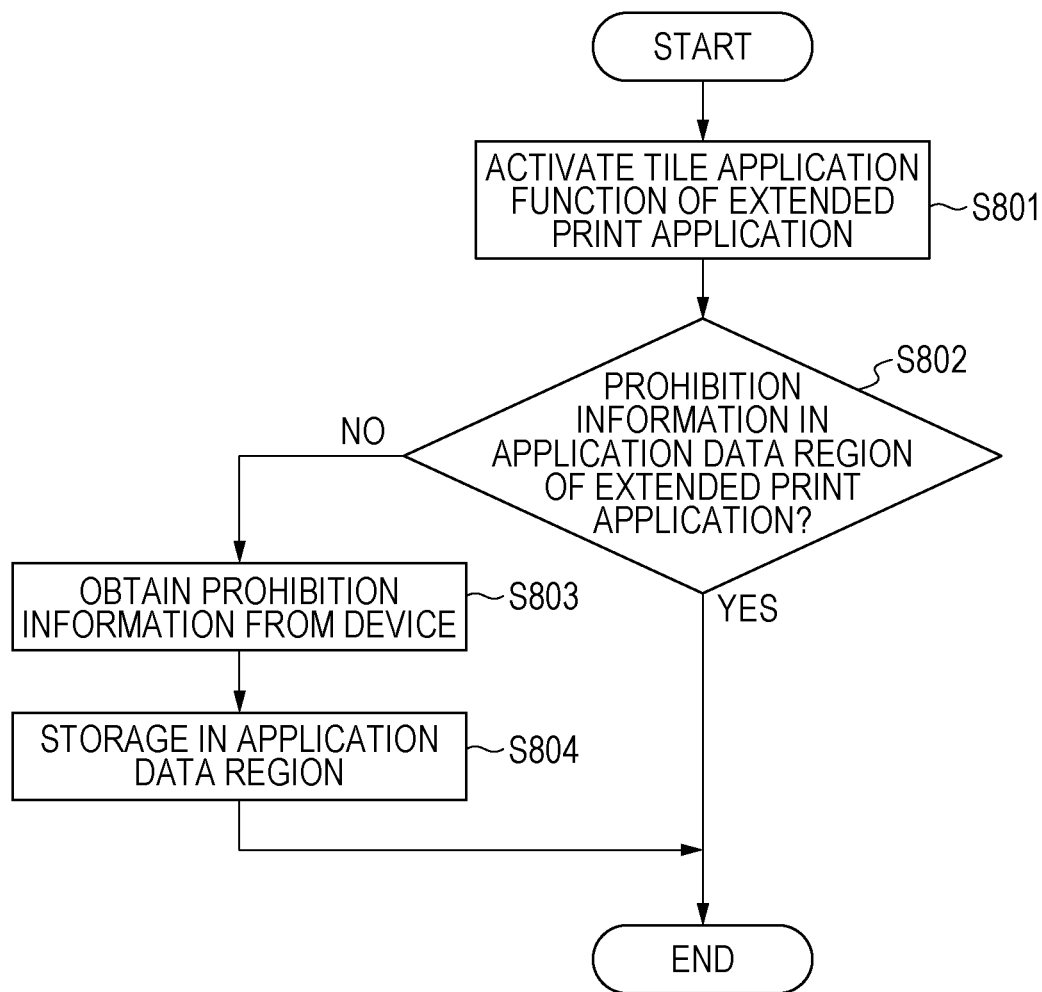 START
ACTIVATE TILE APPLICATION
FUNCTION OF EXTENDED
PRINT APPLICATION
S801
PROHIBITION
INFORMATION IN
APPLICATION DATA REGION
OF EXTENDED PRINT
APPLICATION?
S802
NO
YES
OBTAIN PROHIBITION
INFORMATION FROM DEVICE
S803
STORAGE IN APPLICATION
DATA REGION
S804
END